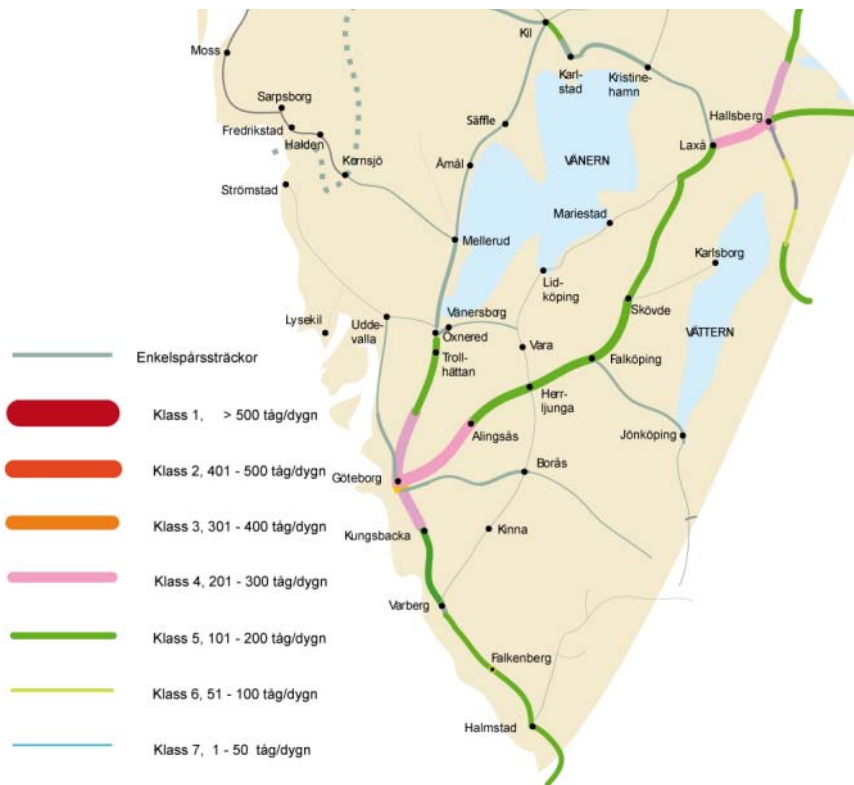 Kil
Moss
Karl-
stad
Kristine-
hamn
Sarpsborg
Hallsberg
Fredrikstad
Säffle
Halden
Laxå
Kornsjö
Åmål
VÄNERN
Strömstad
Mariestad
Mellerud
Karlsborg
Lid-
köping
Lysekil
Udde-
valla
Vänersborg
Öxnered
Skövde
VÄTTERN
Troll-
hättan
Vara
Falköping
Herr-
ljunga
Alingsås
Jönköping
Göteborg
Borås
Kungsbacka
Kinna
Varberg
Falkenberg
Halmstad
Enkelspårssträckor
Klass 1, > 500 tåg/dygn
Klass 2, 401 - 500 tåg/dygn
Klass 3, 301 - 400 tåg/dygn
Klass 4, 201 - 300 tåg/dygn
Klass 5, 101 - 200 tåg/dygn
Klass 6, 51 - 100 tåg/dygn
Klass 7, 1 - 50 tåg/dygn